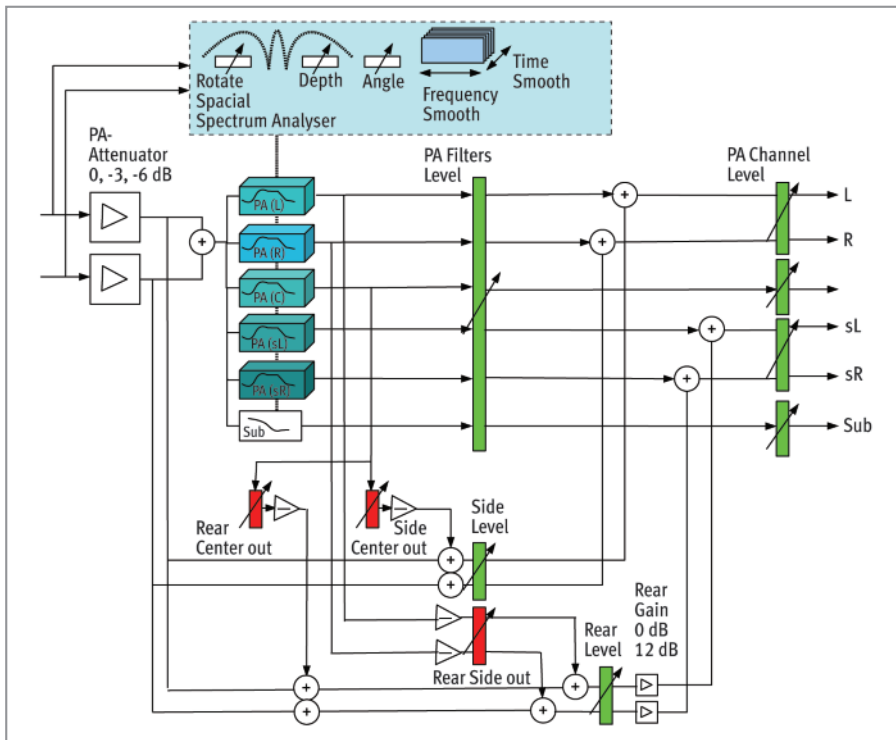 Rotate
Spacial
Spectrum Analyser
Depth
Angle
Frequency
Smooth
Time
Smooth
PA-
Attenuator
0, -3, -6 dB
PA Filters
Level
PA Channel
Level
PA (L)
PA (R)
PA (C)
PA (sL)
PA (sR)
Sub
L
R
sL
sR
Sub
Rear
Center out
Side
Center out
Side
Level
Rear Side out
Rear
Level
Rear
Gain
0 dB
12 dB